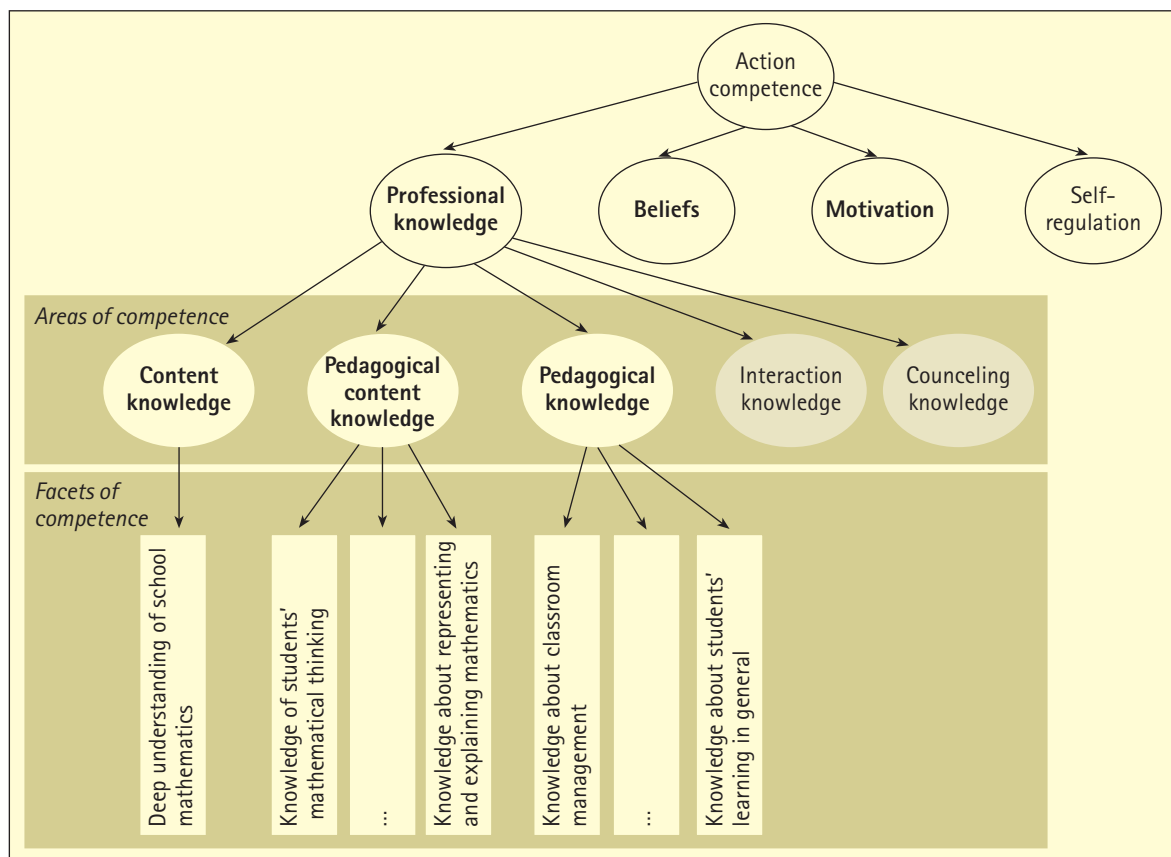 Action
competence
Professional
knowledge
Beliefs
Motivation
Self-
regulation
Areas of competence
Content
knowledge
Pedagogical
content
knowledge
Pedagogical
knowledge
Interaction
knowledge
Counceling
knowledge
Facets of
competence
Deep understanding of school
mathematics
Knowledge of students'
mathematical thinking
...
Knowledge about representing
and explaining mathematics
Knowledge about classroom
management
...
Knowledge about students'
learning in general